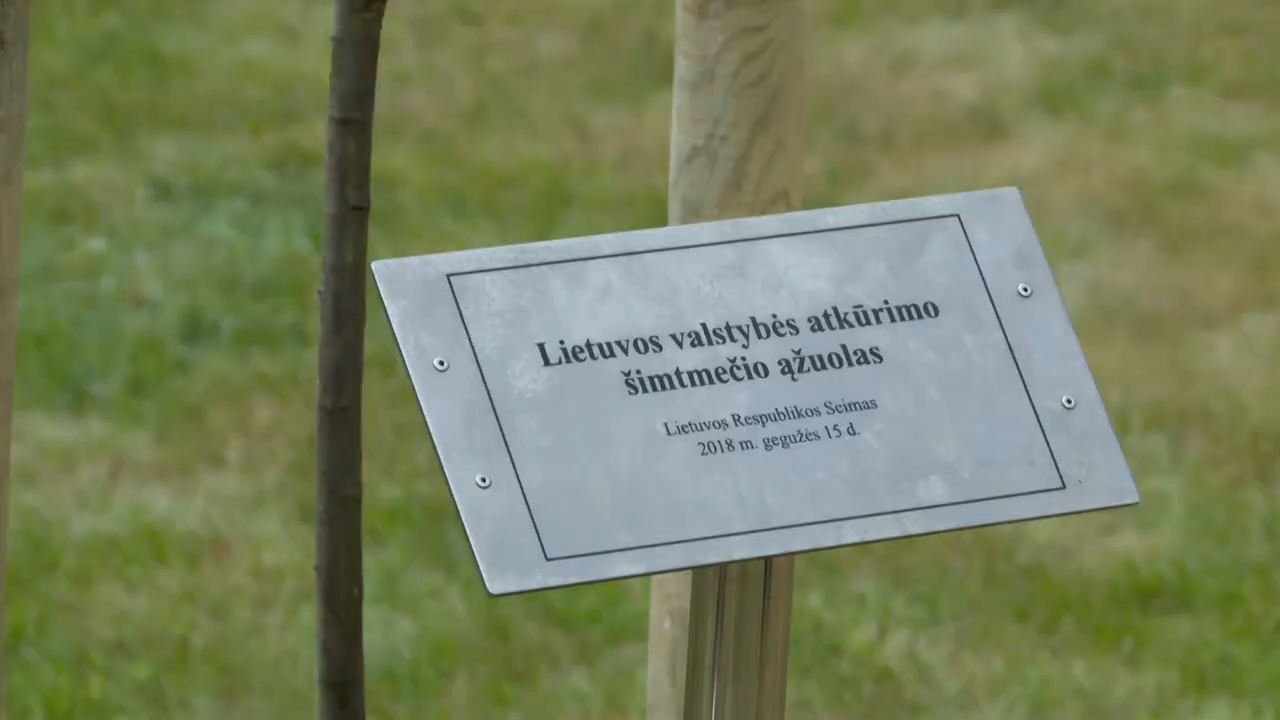 Lietuvos valstybės atkūrimo
šimtmečio ąžuolas
Lietuvos Respublikos Seimas
2018 m. gegužės 15 d.